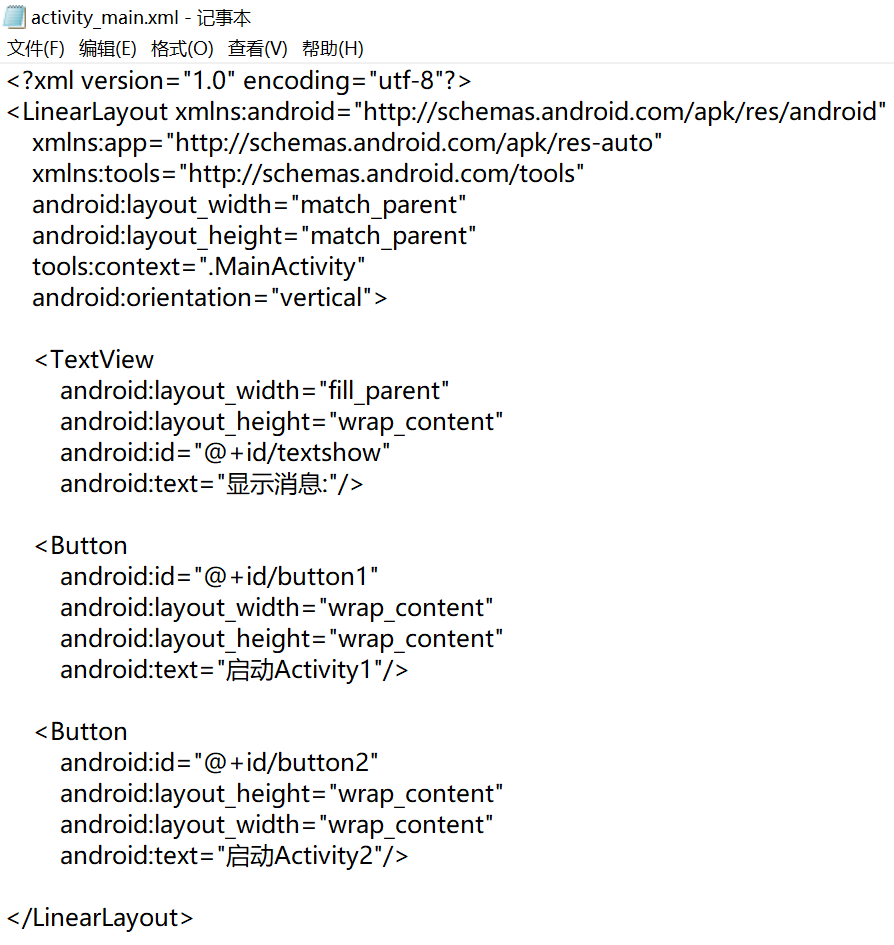 activity_main.xml - 记事本
文件(F) 编辑(E) 格式(O) 查看(V) 帮助(H)
<?xml version="1.0" encoding="utf-8"?>
<LinearLayout xmlns:android="http://schemas.android.com/apk/res/android"
    xmlns:app="http://schemas.android.com/apk/res-auto"
    xmlns:tools="http://schemas.android.com/tools"
    android:layout_width="match_parent"
    android:layout_height="match_parent"
    tools:context=".MainActivity"
    android:orientation="vertical">

    <TextView
        android:layout_width="fill_parent"
        android:layout_height="wrap_content"
        android:id="@+id/textshow"
        android:text="显示消息:"/>

    <Button
        android:id="@+id/button1"
        android:layout_width="wrap_content"
        android:layout_height="wrap_content"
        android:text="启动Activity1"/>

    <Button
        android:id="@+id/button2"
        android:layout_height="wrap_content"
        android:layout_width="wrap_content"
        android:text="启动Activity2"/>

</LinearLayout>